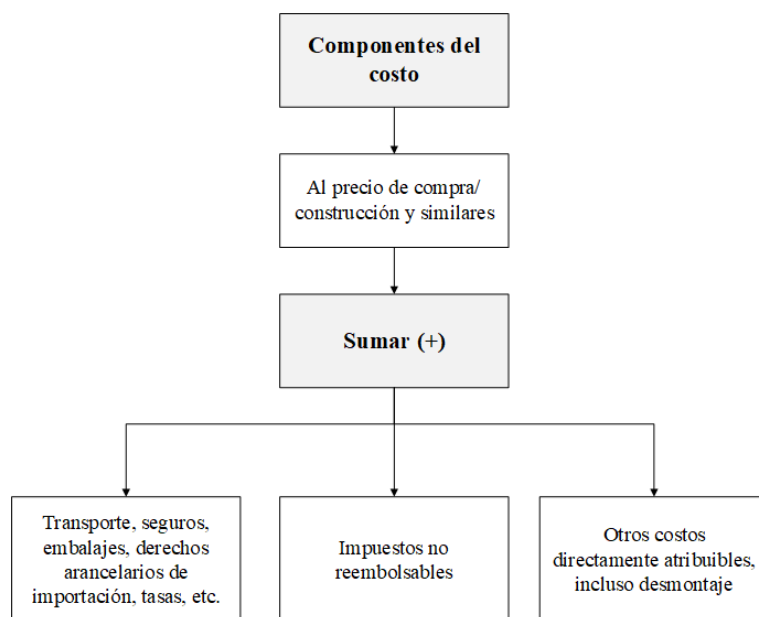 Componentes del
costo
Al precio de compra/
construcción y similares
Sumar (+)
Transporte, seguros,
embalajes, derechos
arancelarios de
importación, tasas, etc.
Impuestos no
reembolsables
Otros costos
directamente atribuibles,
incluso desmontaje